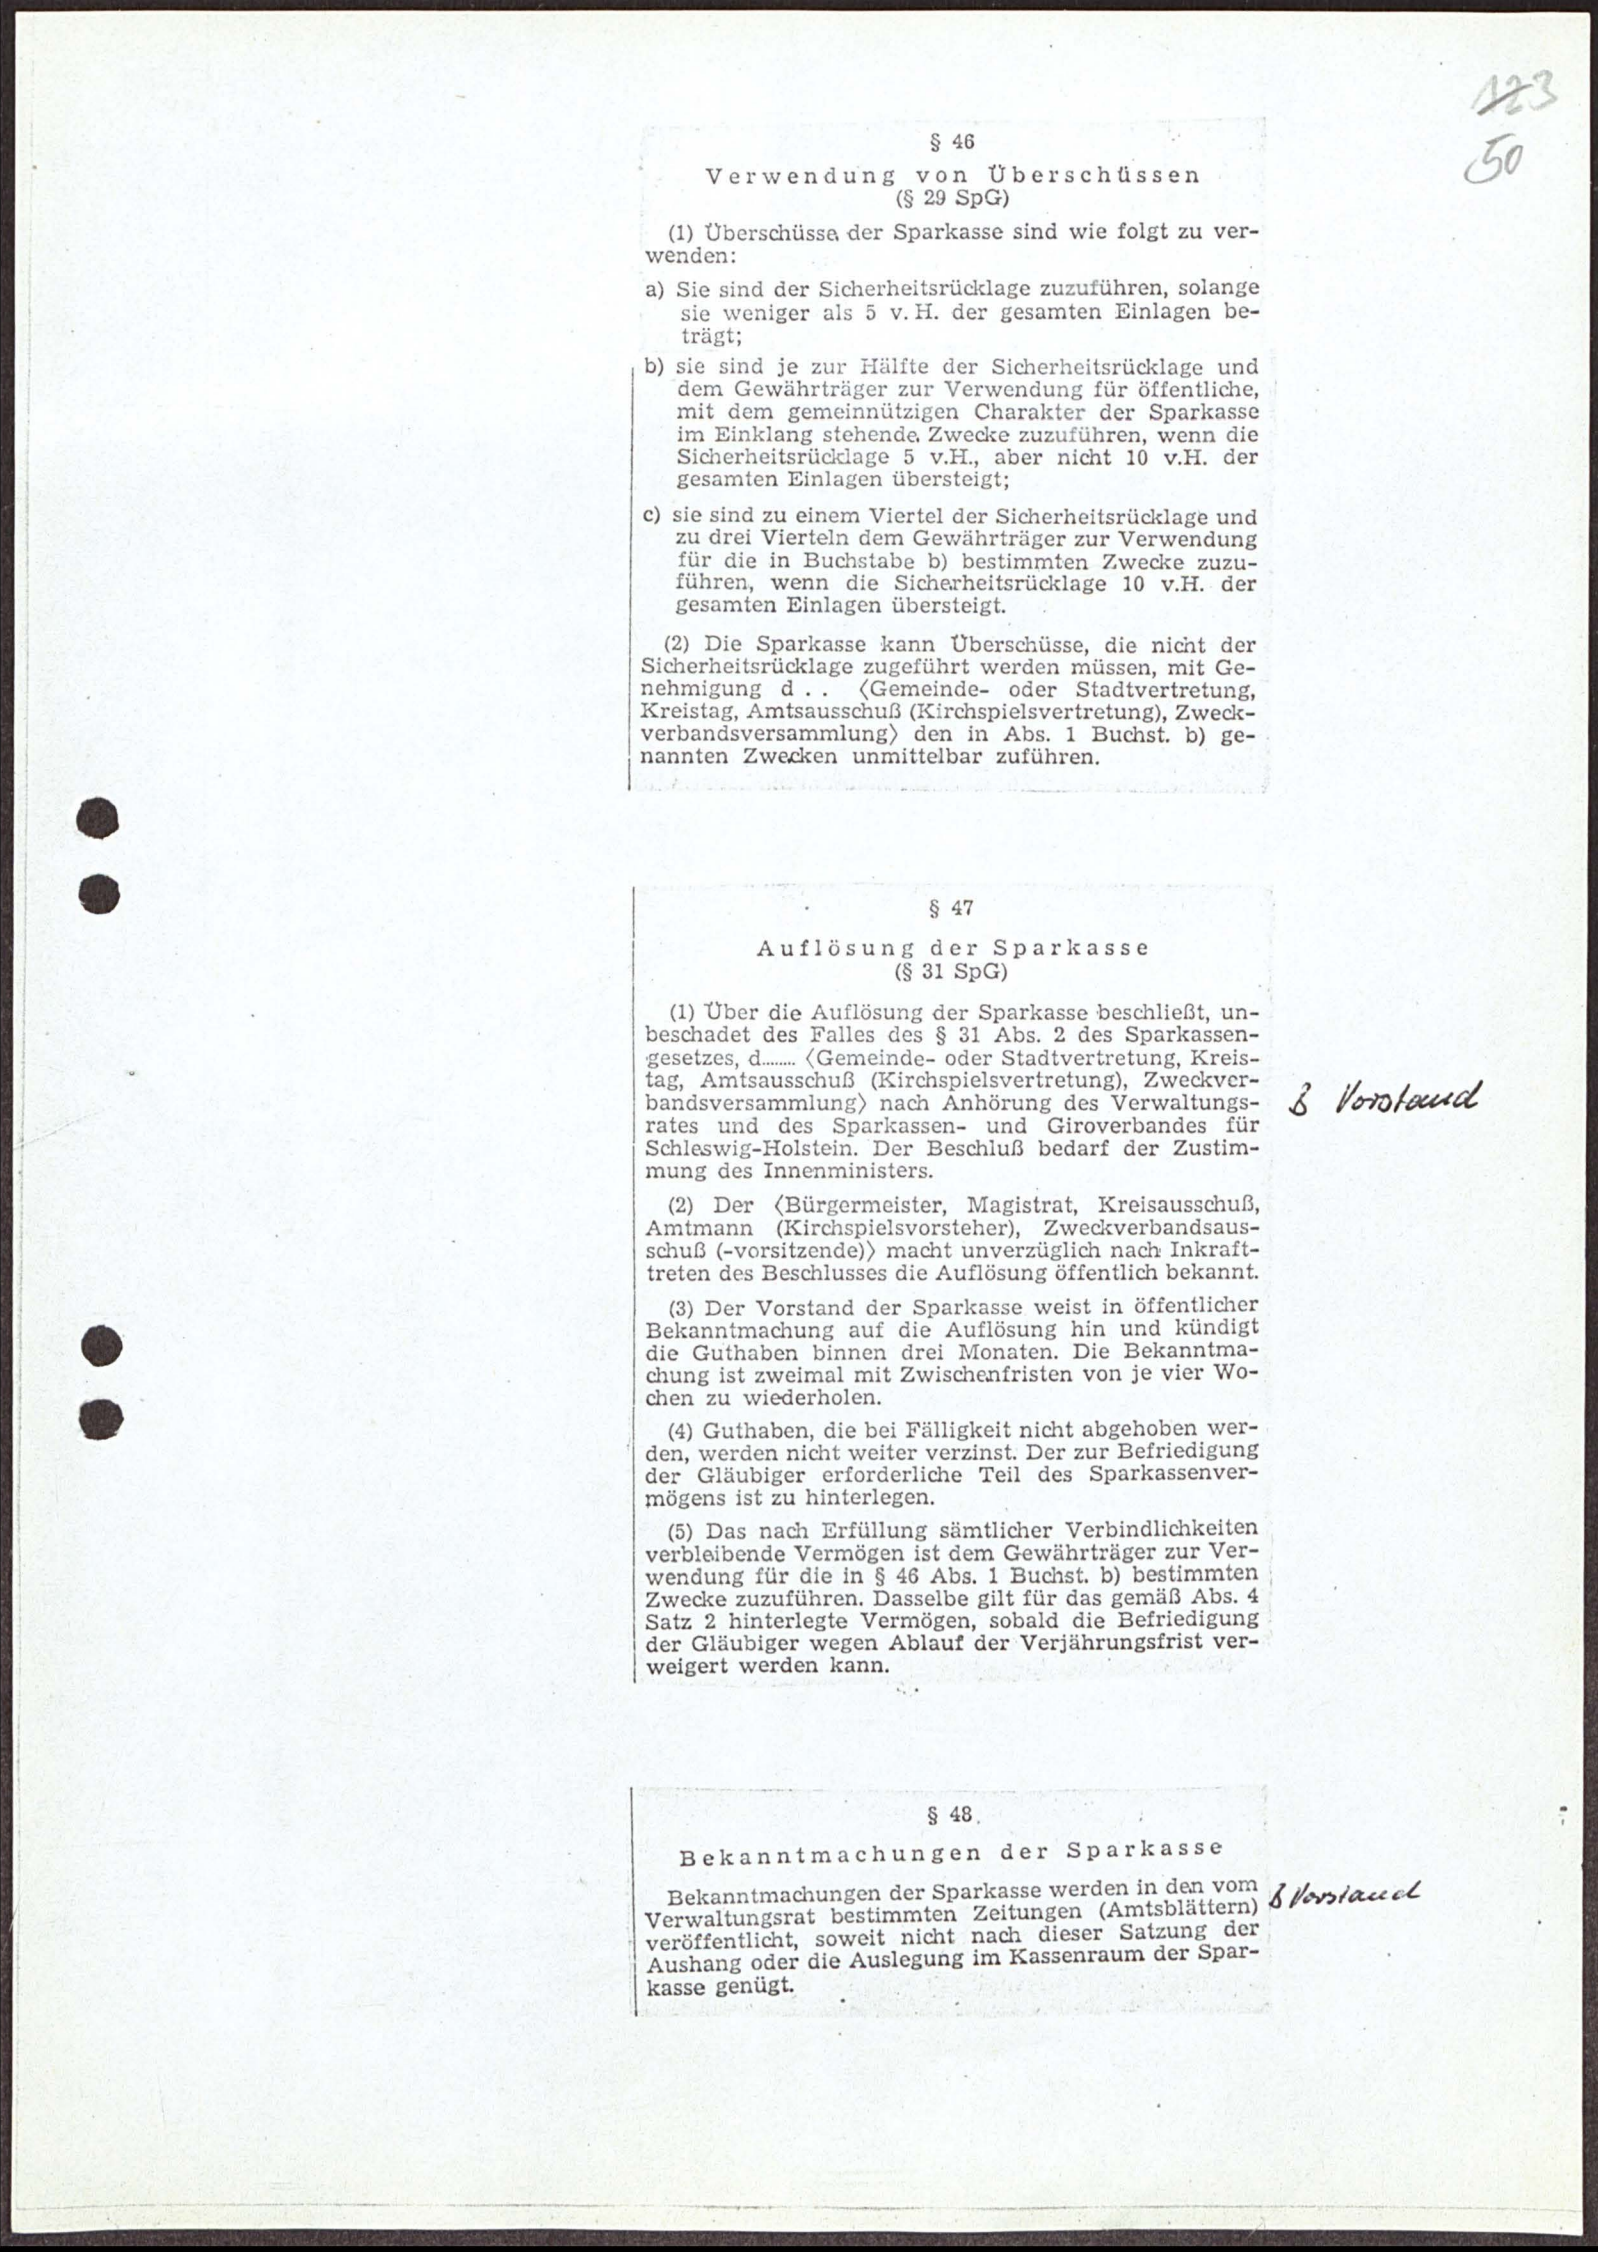 123
50
§ 46
Verwendung von Überschüssen
(§ 29 SpG)
(1) Überschüsse der Sparkasse sind wie folgt zu ver-
wenden:
a) Sie sind der Sicherheitsrücklage zuzuführen, solange
sie weniger als 5 v. H. der gesamten Einlagen be-
trägt;
b) sie sind je zur Hälfte der Sicherheitsrücklage und
dem Gewährträger zur Verwendung für öffentliche,
mit dem gemeinnützigen Charakter der Sparkasse
im Einklang stehende Zwecke zuzuführen, wenn die
Sicherheitsrücklage 5 v.H., aber nicht 10 v.H. der
gesamten Einlagen übersteigt;
c) sie sind zu einem Viertel der Sicherheitsrücklage und
zu drei Vierteln dem Gewährträger zur Verwendung
für die in Buchstabe b) bestimmten Zwecke zuzu-
führen, wenn die Sicherheitsrücklage 10 v.H. der
gesamten Einlagen übersteigt.
(2) Die Sparkasse kann Überschüsse, die nicht der
Sicherheitsrücklage zugeführt werden müssen, mit Ge-
nehmigung d . . ⟨Gemeinde- oder Stadtvertretung,
Kreistag, Amtsausschuß (Kirchspielsvertretung), Zweck-
verbandsversammlung⟩ den in Abs. 1 Buchst. b) ge-
nannten Zwecken unmittelbar zuführen.
§ 47
Auflösung der Sparkasse
(§ 31 SpG)
(1) Über die Auflösung der Sparkasse beschließt, un-
beschadet des Falles des § 31 Abs. 2 des Sparkassen-
gesetzes, d........ ⟨Gemeinde- oder Stadtvertretung, Kreis-
tag, Amtsausschuß (Kirchspielsvertretung), Zweckver-
bandsversammlung⟩ nach Anhörung des Verwaltungs- Vorstand
rates und des Sparkassen- und Giroverbandes für
Schleswig-Holstein. Der Beschluß bedarf der Zustim-
mung des Innenministers.
(2) Der ⟨Bürgermeister, Magistrat, Kreisausschuß,
Amtmann (Kirchspielsvorsteher), Zweckverbandsaus-
schuß (-vorsitzende)⟩ macht unverzüglich nach Inkraft-
treten des Beschlusses die Auflösung öffentlich bekannt.
(3) Der Vorstand der Sparkasse weist in öffentlicher
Bekanntmachung auf die Auflösung hin und kündigt
die Guthaben binnen drei Monaten. Die Bekanntma-
chung ist zweimal mit Zwischenfristen von je vier Wo-
chen zu wiederholen.
(4) Guthaben, die bei Fälligkeit nicht abgehoben wer-
den, werden nicht weiter verzinst. Der zur Befriedigung
der Gläubiger erforderliche Teil des Sparkassenver-
mögens ist zu hinterlegen.
(5) Das nach Erfüllung sämtlicher Verbindlichkeiten
verbleibende Vermögen ist dem Gewährträger zur Ver-
wendung für die in § 46 Abs. 1 Buchst. b) bestimmten
Zwecke zuzuführen. Dasselbe gilt für das gemäß Abs. 4
Satz 2 hinterlegte Vermögen, sobald die Befriedigung
der Gläubiger wegen Ablauf der Verjährungsfrist ver-
weigert werden kann.
§ 48
Bekanntmachungen der Sparkasse
Bekanntmachungen der Sparkasse werden in den vom Vorstand
Verwaltungsrat bestimmten Zeitungen (Amtsblättern)
veröffentlicht, soweit nicht nach dieser Satzung der
Aushang oder die Auslegung im Kassenraum der Spar-
kasse genügt.